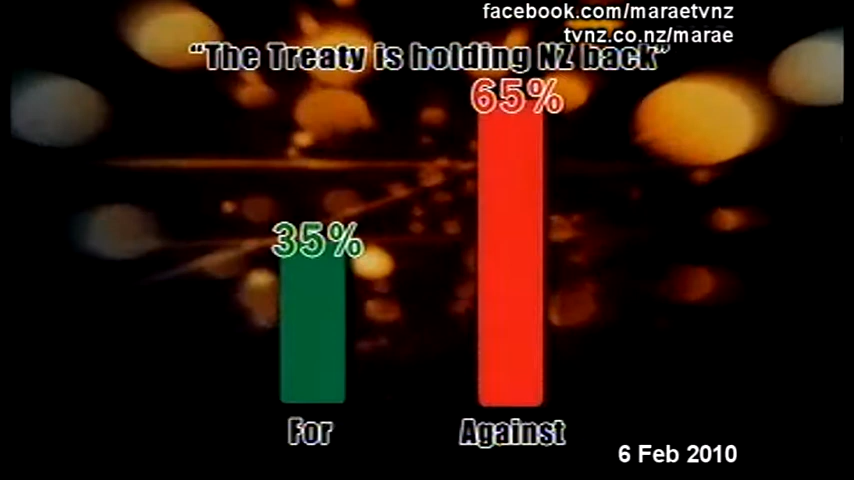 facebook.com/maraetvnz
tvnz.co.nz/marae
"The Treaty is holding NZ back"
65%
35%
For
Against
6 Feb 2010